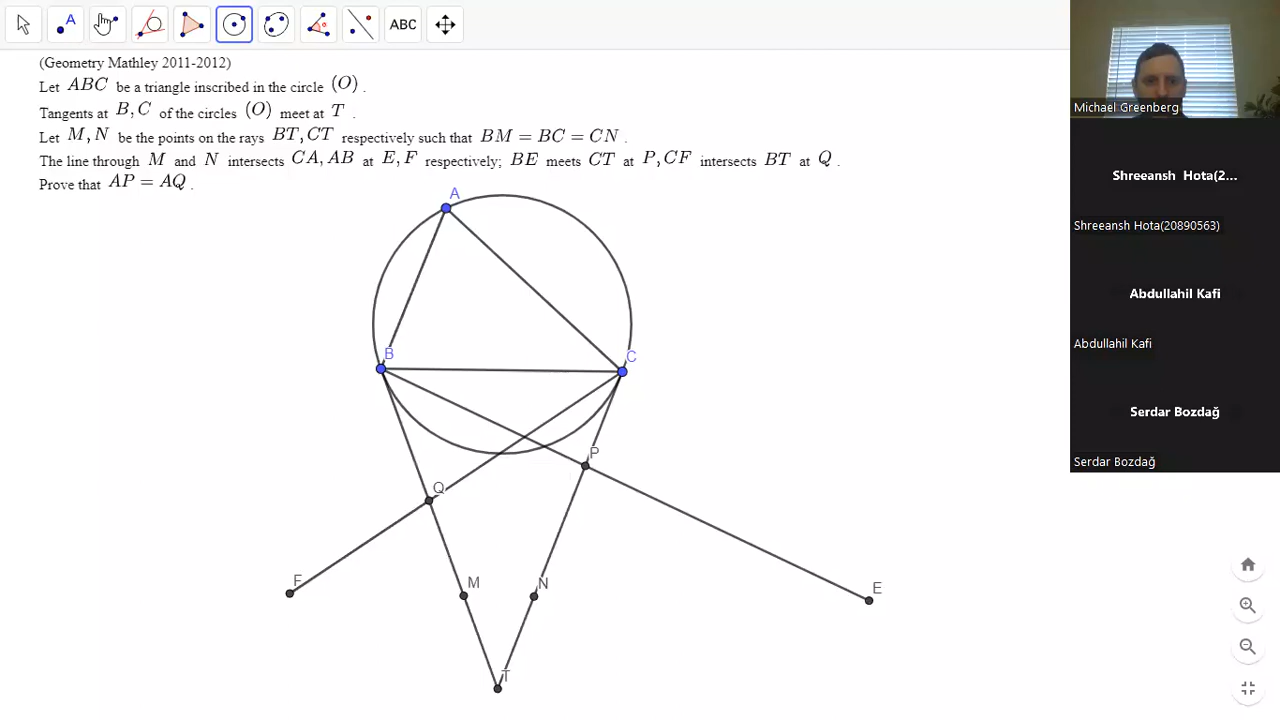 A
ABC
(Geometry Mathley 2011-2012)
Let ABC be a triangle inscribed in the circle (O) .
Tangents at B, C of the circles (O) meet at T .
Let M, N be the points on the rays BT, CT respectively such that BM = BC = CN .
The line through M and N intersects CA, AB at E, F respectively; BE meets CT at P, CF intersects BT at Q .
Prove that AP = AQ .
A
B
C
P
Q
F
M
N
E
T
Michael Greenberg
Shreeansh Hota(2...
Shreeansh Hota(20890563)
Abdullahil Kafi
Abdullahil Kafi
Serdar Bozdağ
Serdar Bozdağ